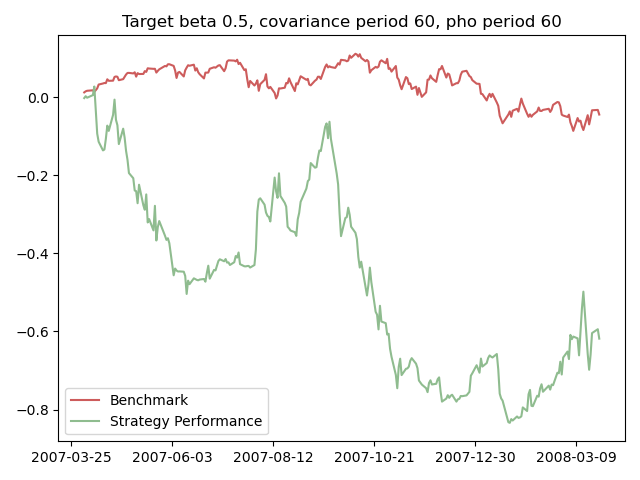 Target beta 0.5, covariance period 60, pho period 60
0.0
−0.2
−0.4
−0.6
−0.8
Benchmark
Strategy Performance
2007-03-25 2007-06-03 2007-08-12 2007-10-21 2007-12-30 2008-03-09